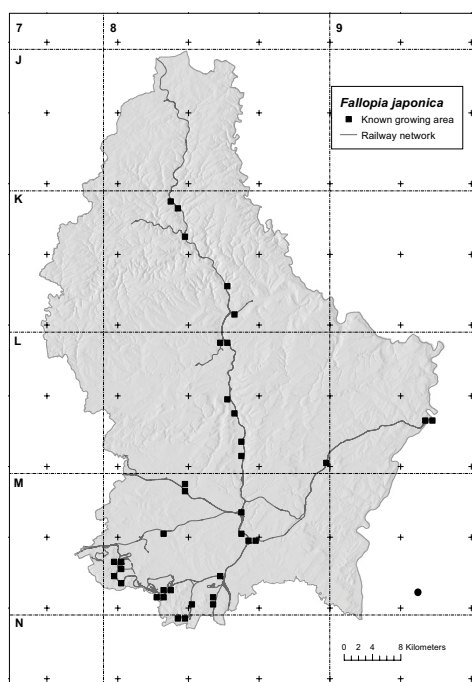 7 8 9
J
Fallopia japonica
Known growing area
Railway network
K
L
M
N
0 2 4 8 Kilometers